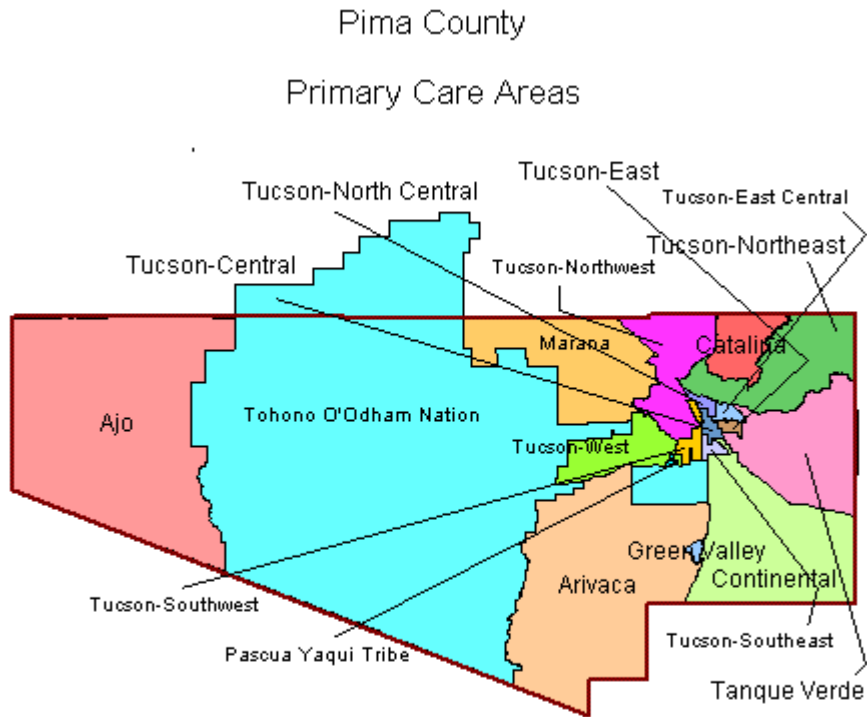 Pima County
Primary Care Areas
Tucson-East
Tucson-North Central
Tucson-East Central
Tucson-Northeast
Tucson-Central
Tucson-Northwest
Marana
Catalina
Ajo
Tohono O'Odham Nation
Tucson-West
Green Valley
Continental
Arivaca
Tucson-Southwest
Tucson-Southeast
Pascua Yaqui Tribe
Tanque Verde